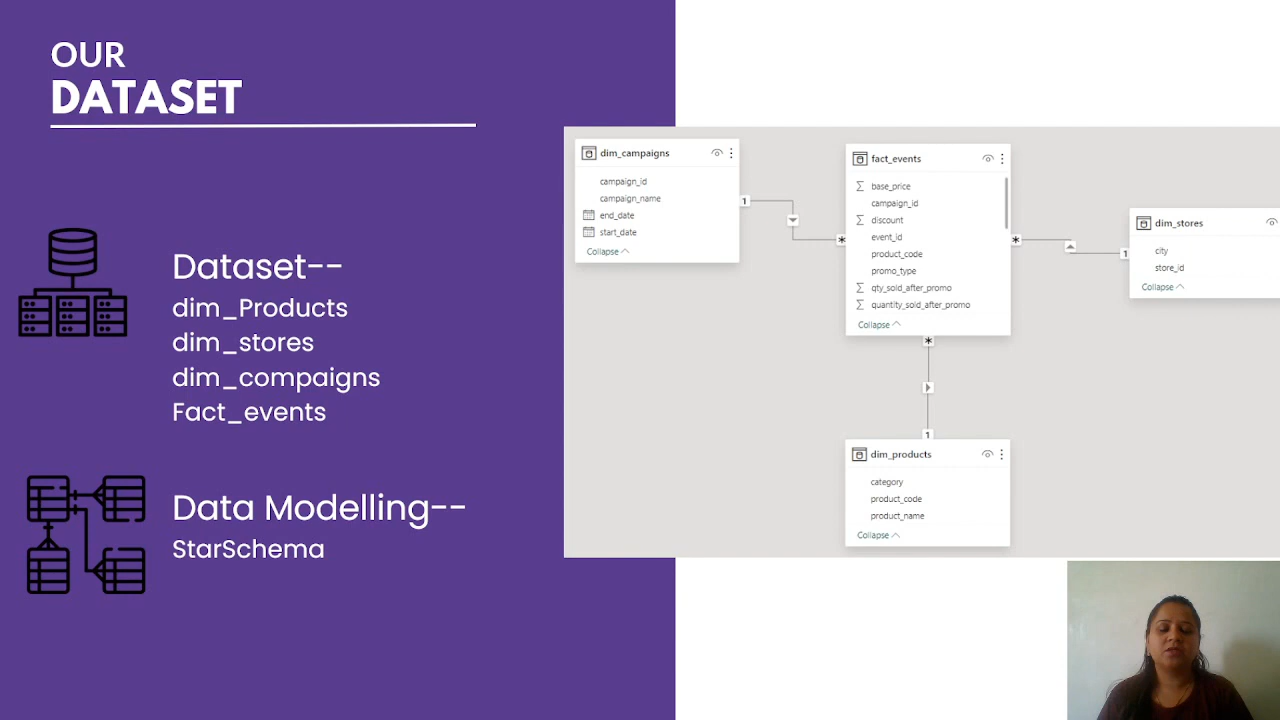 OUR
DATASET
Dataset--
dim_Products
dim_stores
dim_compaigns
Fact_events
Data Modelling--
StarSchema
dim_campaigns
campaign_id
campaign_name
end_date
start_date
Collapse
1
*
fact_events
base_price
campaign_id
discount
event_id
product_code
promo_type
qty_sold_after_promo
quantity_sold_after_promo
Collapse
*
1
dim_stores
city
store_id
Collapse
*
1
dim_products
category
product_code
product_name
Collapse